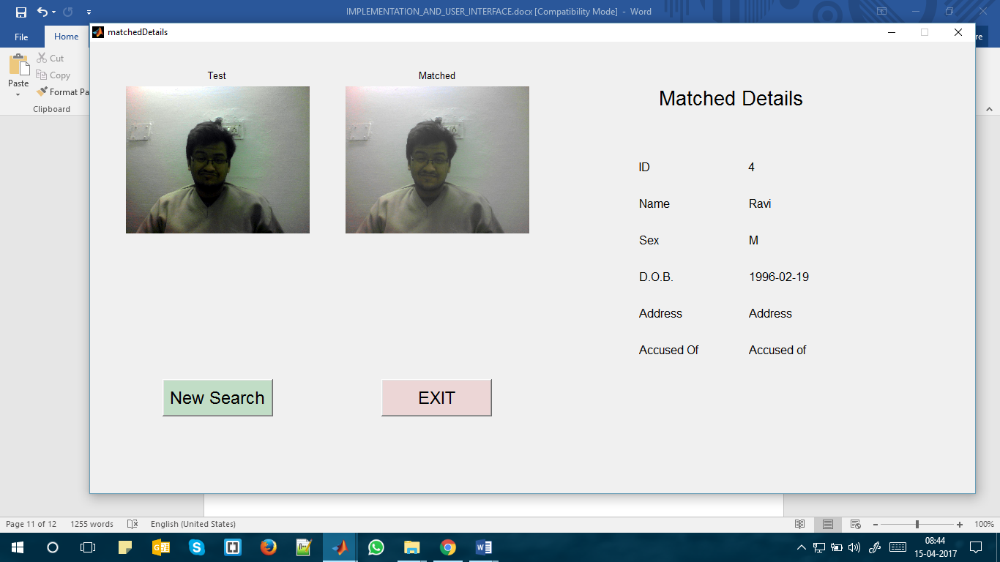 IMPLEMENTATION_AND_USER_INTERFACE.docx [Compatibility Mode] - Word
File
Home
re
matchedDetails
Cut
Copy
Format Pa
Paste
Clipboard
Test
Matched
Matched Details
ID 4
Name Ravi
Sex M
D.O.B. 1996-02-19
Address Address
Accused Of Accused of
New Search
EXIT
Page 11 of 12 1255 words English (United States) 100%
08:44
15-04-2017